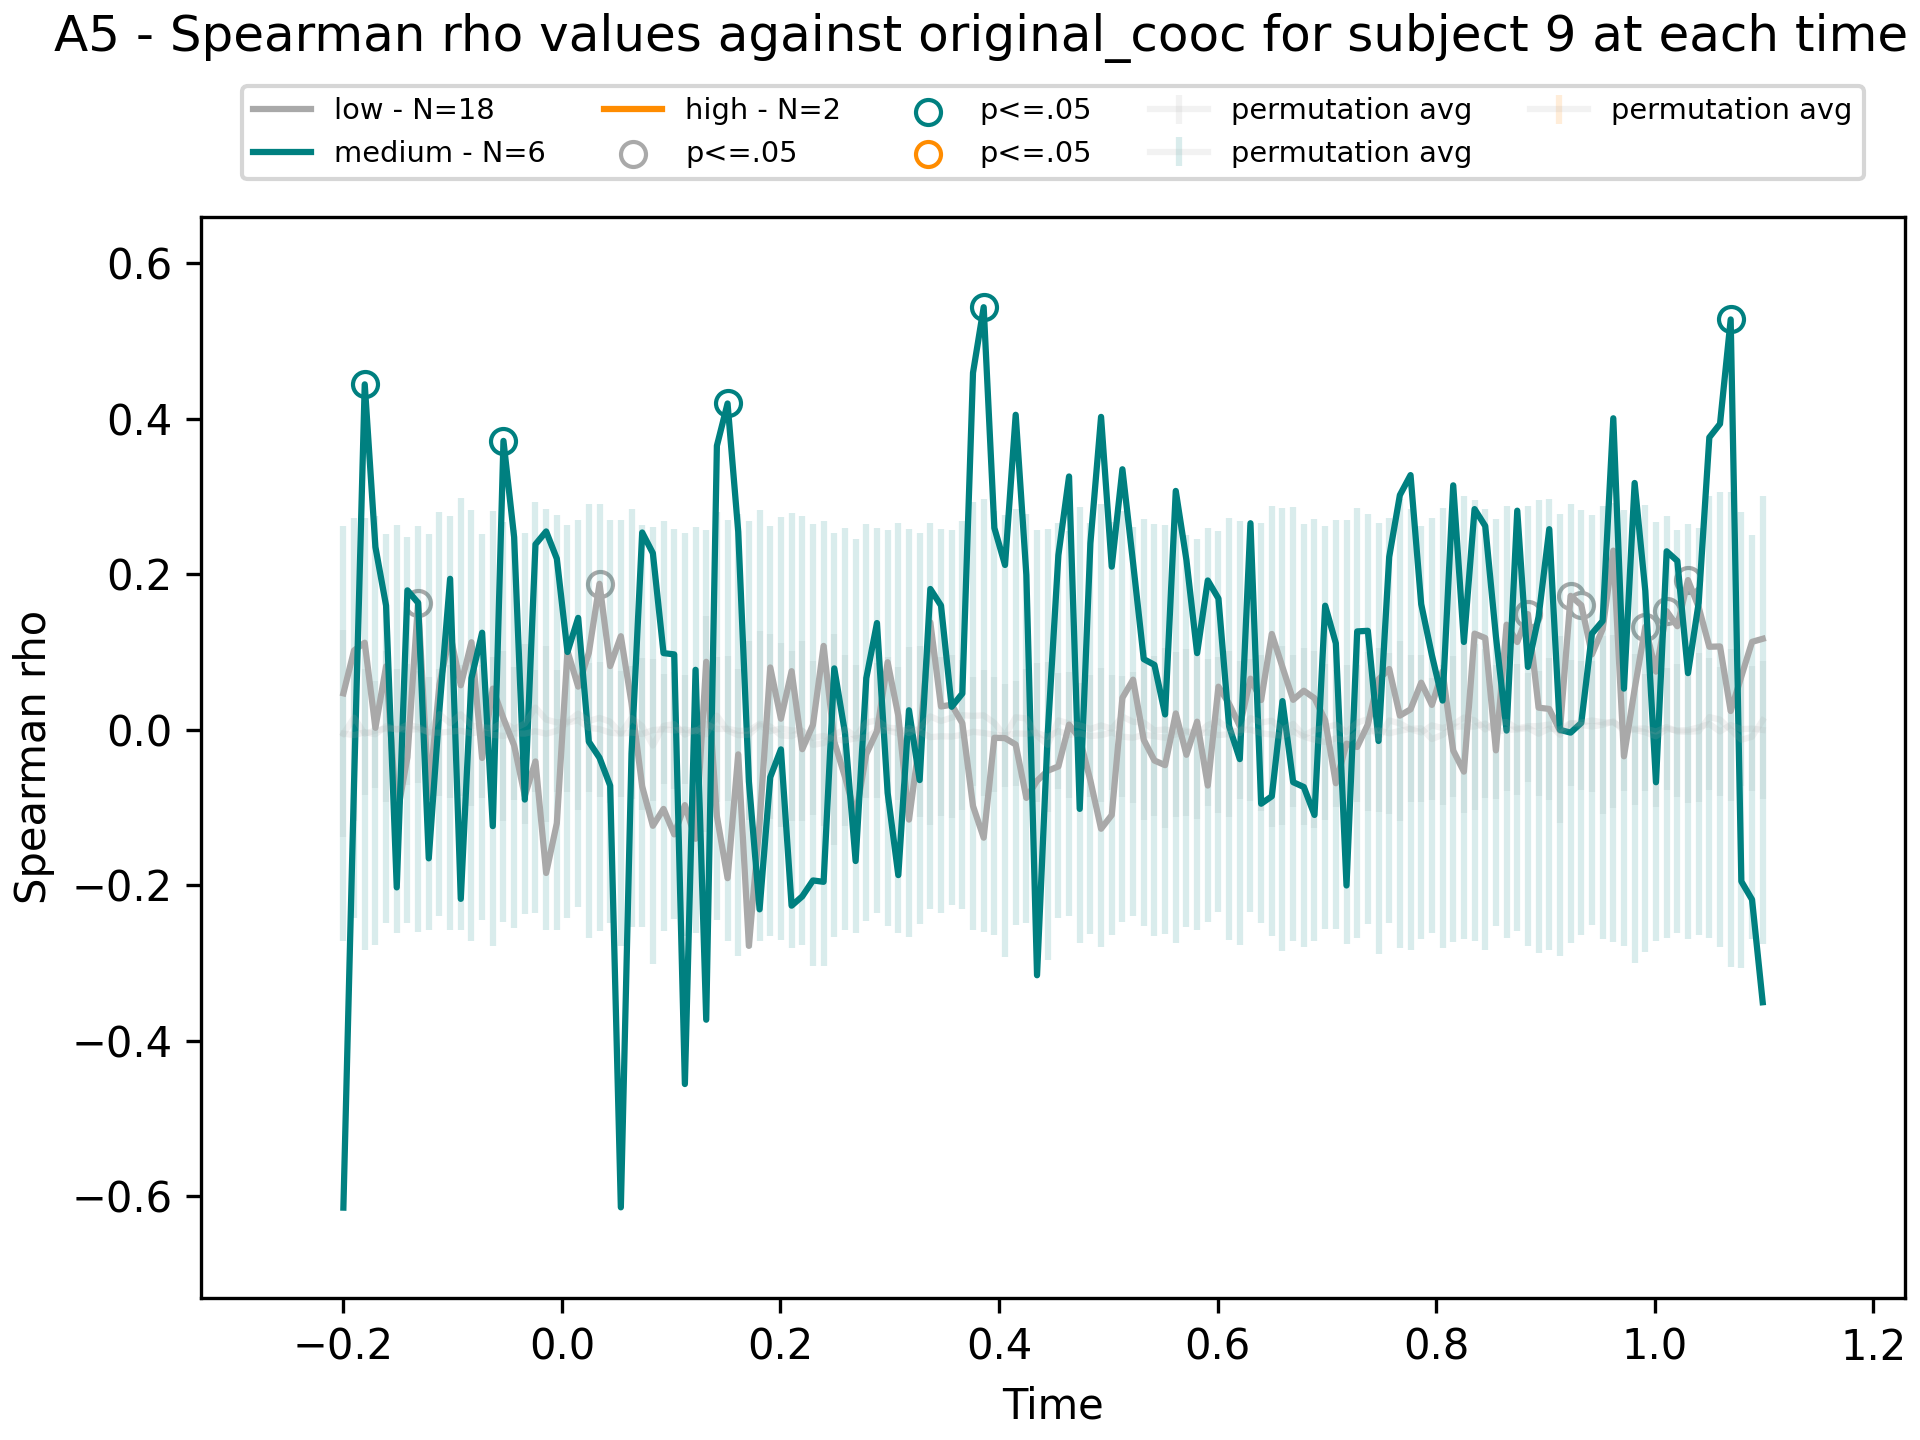 A5 - Spearman rho values against original_cooc for subject 9 at each time
low - N=18
high - N=2
p<=.05
permutation avg
permutation avg
medium - N=6
p<=.05
p<=.05
permutation avg
0.6
0.4
0.2
0.0
−0.2
−0.4
−0.6
Spearman rho
−0.2
0.0
0.2
0.4
0.6
0.8
1.0
1.2
Time